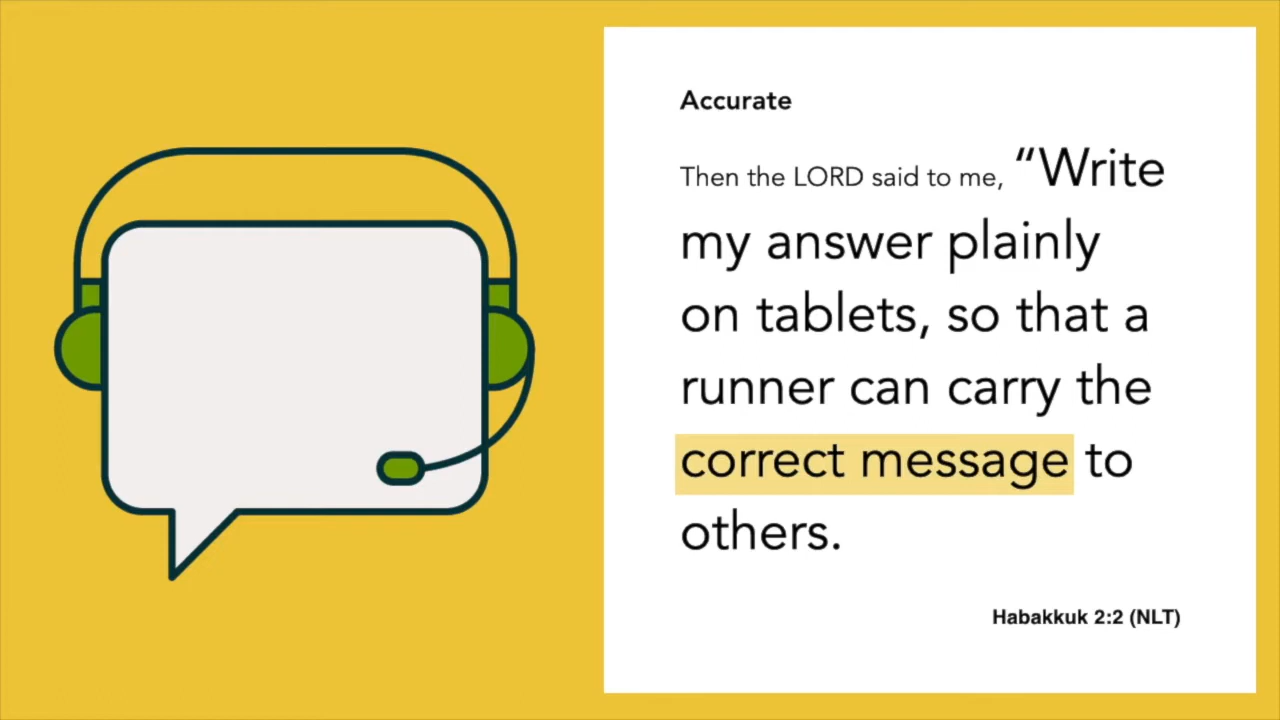 Accurate
Then the LORD said to me, “Write
my answer plainly
on tablets, so that a
runner can carry the
correct message to
others.
Habakkuk 2:2 (NLT)